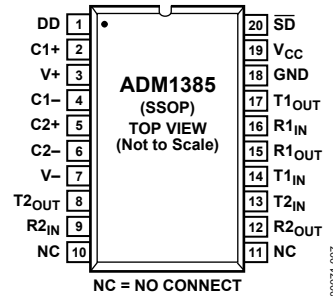 DD 1
C1+ 2
V+ 3
C1– 4
C2+ 5
C2– 6
V– 7
T2OUT 8
R2IN 9
NC 10
ADM1385
(SSOP)
TOP VIEW
(Not to Scale)
20 S̅D̅
19 VCC
18 GND
17 T1OUT
16 R1IN
15 R1OUT
14 T1IN
13 T2IN
12 R2OUT
11 NC
NC = NO CONNECT